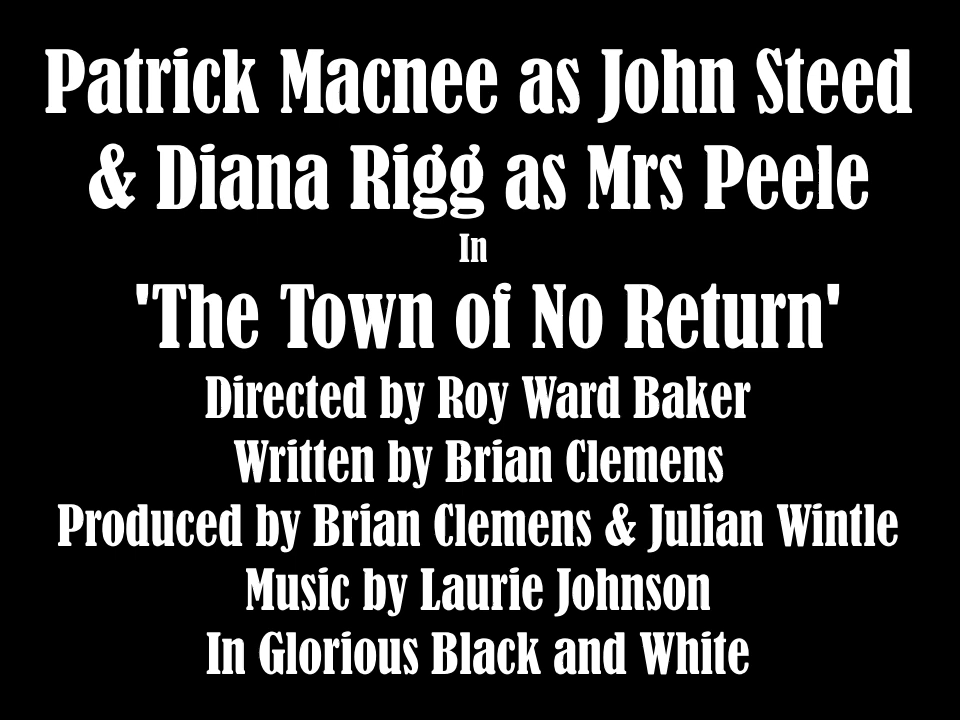 Patrick Macnee as John Steed
& Diana Rigg as Mrs Peele
In
'The Town of No Return'
Directed by Roy Ward Baker
Written by Brian Clemens
Produced by Brian Clemens & Julian Wintle
Music by Laurie Johnson
In Glorious Black and White